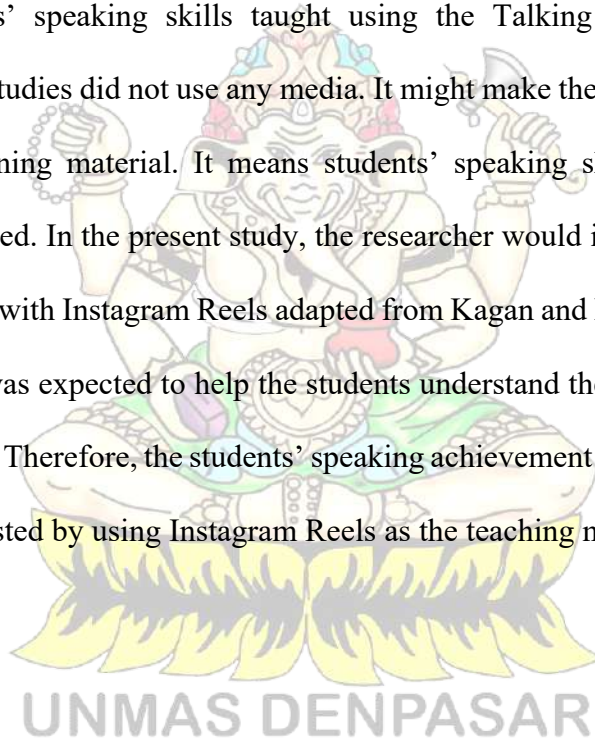 s’ speaking skills taught using the Talking
tudies did not use any media. It might make the
ning material. It means students’ speaking s
ed. In the present study, the researcher would i
with Instagram Reels adapted from Kagan and
was expected to help the students understand the
Therefore, the students’ speaking achievement
sted by using Instagram Reels as the teaching
UNMAS DENPASAR